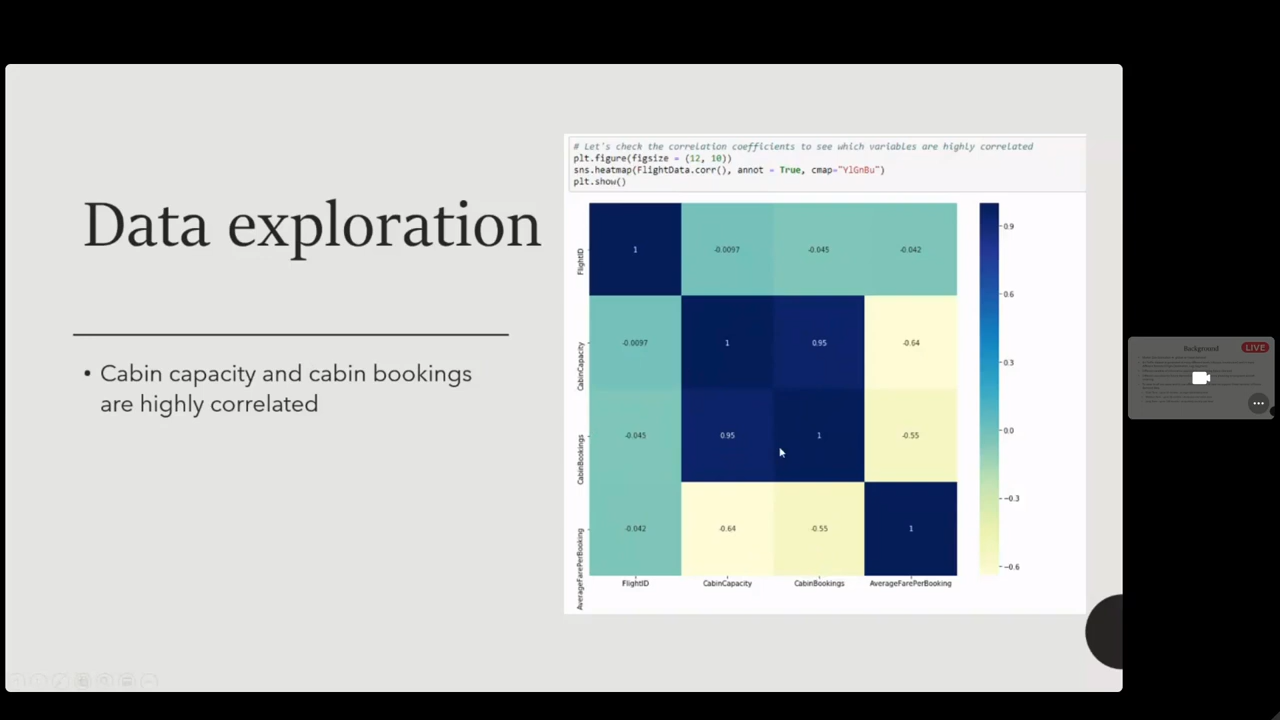 Data exploration
• Cabin capacity and cabin bookings
are highly correlated
# Let's check the correlation coefficients to see which variables are highly correlated
plt.figure(figsize = (12, 10))
sns.heatmap(FlightData.corr(), annot = True, cmap="YlGnBu")
plt.show()
FlightID
1
-0.0097
-0.045
-0.042
CabinCapacity
-0.0097
1
0.95
-0.64
CabinBookings
-0.045
0.95
1
-0.55
AverageFarePerBooking
-0.042
-0.64
-0.55
1
FlightID
CabinCapacity
CabinBookings
AverageFarePerBooking
0.9
0.6
0.3
0.0
−0.3
−0.6
Background
LIVE